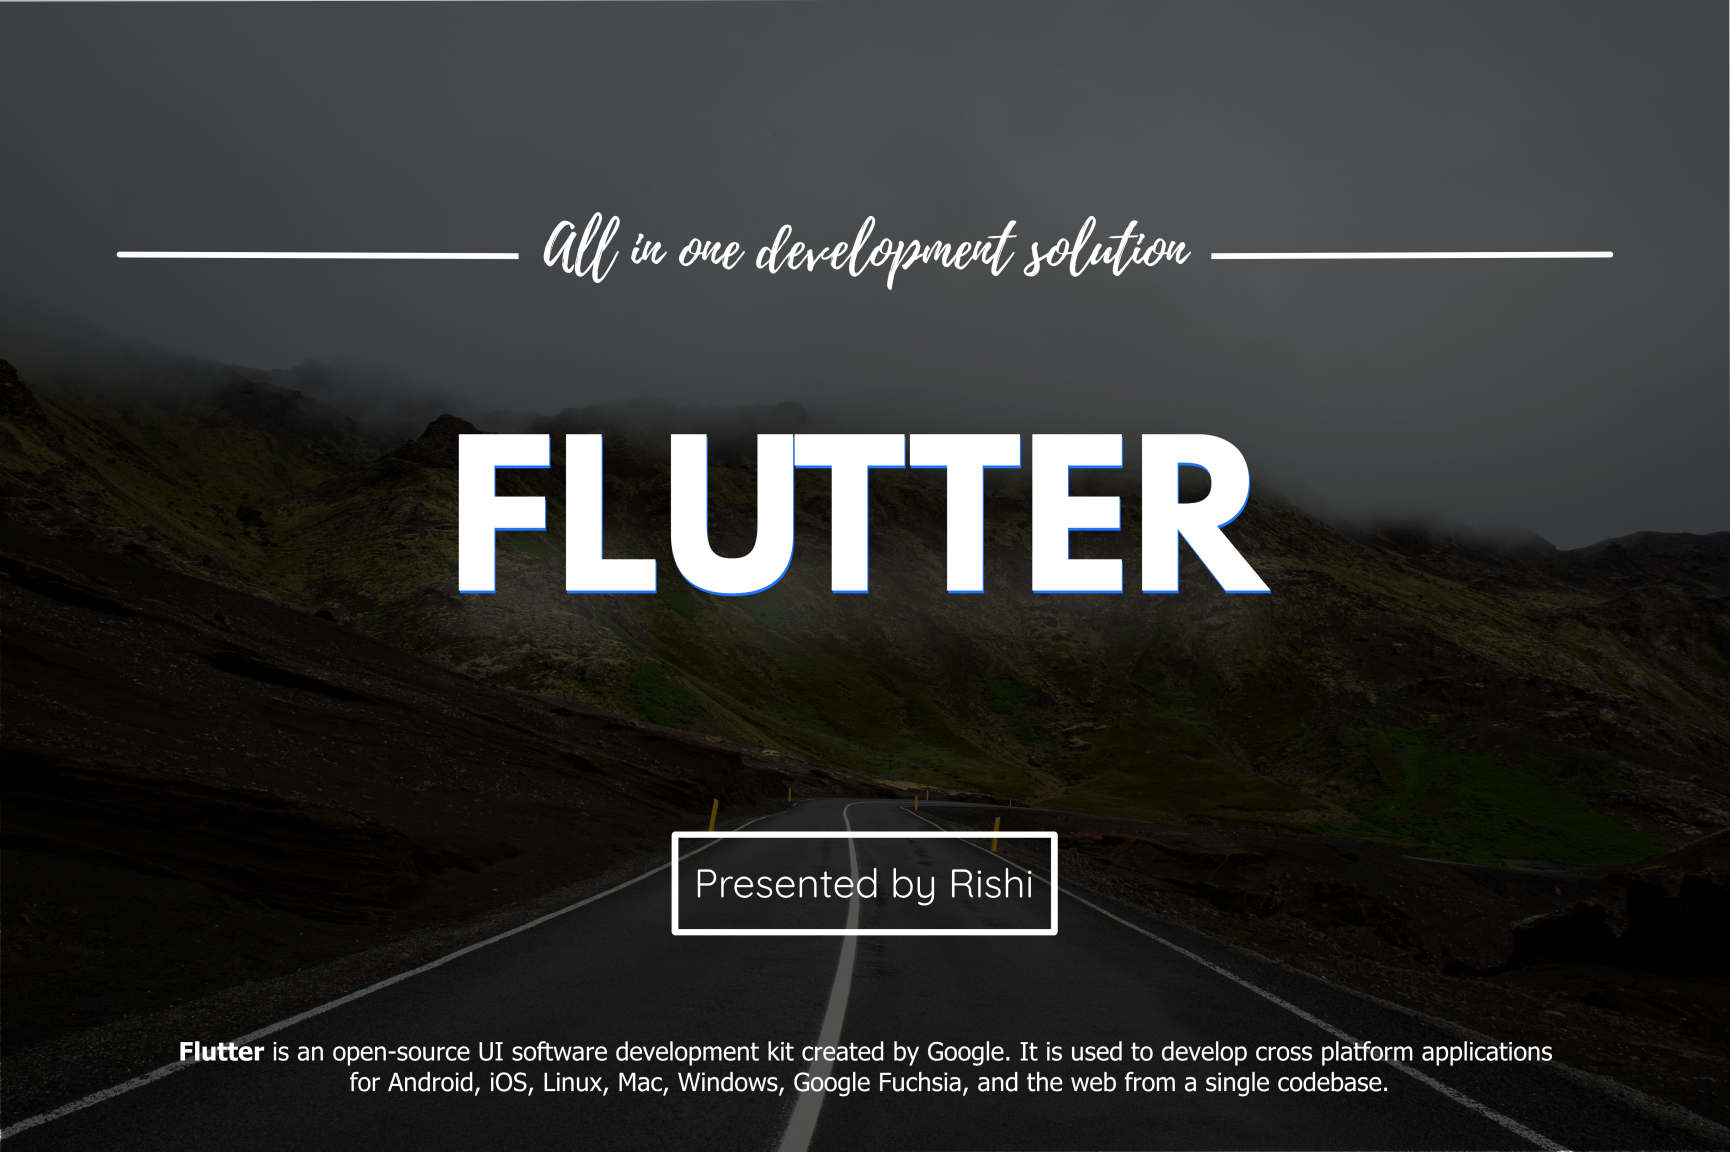 All in one development solution
FLUTTER
Presented by Rishi
Flutter is an open-source UI software development kit created by Google. It is used to develop cross platform applications
for Android, iOS, Linux, Mac, Windows, Google Fuchsia, and the web from a single codebase.